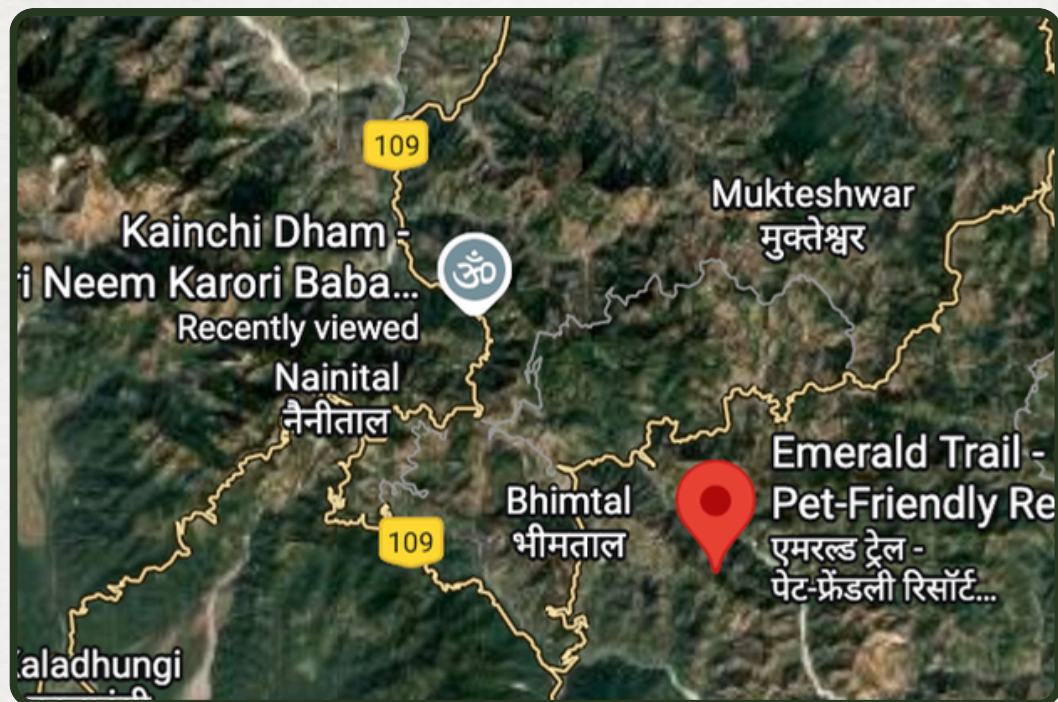 109
Mukteshwar
मुक्तेश्वर
Kainchi Dham -
ri Neem Karori Baba...
Recently viewed
ॐ
Nainital
नैनीताल
Emerald Trail -
Pet-Friendly Re
एमरल्ड ट्रेल -
पेट-फ्रेंडली रिसॉर्ट...
Bhimtal
भीमताल
109
Kaladhungi